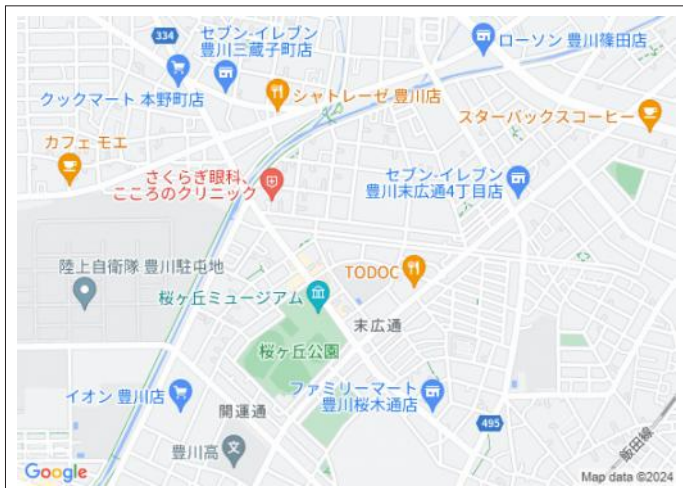 334
セブン-イレブン
豊川三蔵子町店
ローソン 豊川篠田店
クックマート 本野町店
シャトレーゼ 豊川店
スターバックスコーヒー
カフェ モエ
さくらぎ眼科、
こころのクリニック
セブン-イレブン
豊川末広通4丁目店
陸上自衛隊 豊川駐屯地
TODOC
桜ヶ丘ミュージアム
末広通
桜ヶ丘公園
イオン 豊川店
開運通
ファミリーマート
豊川桜木通店
495
豊川高
飯田線
Google
Map data ©2024